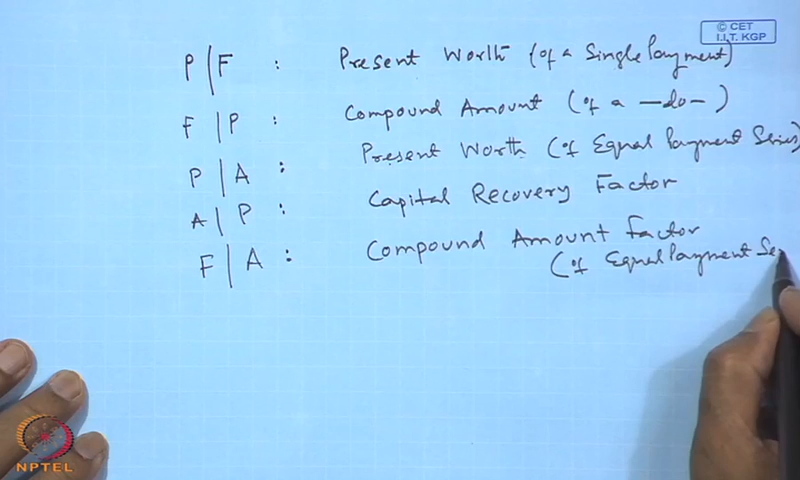 © CET
I.I.T. KGP
P | F : Present Worth (of a Single Payment)
F | P : Compound Amount (of a —do—)
P | A : Present Worth (of Equal Payment Series)
A | P : Capital Recovery Factor
F | A : Compound Amount Factor
(of Equal Payment Se
NPTEL